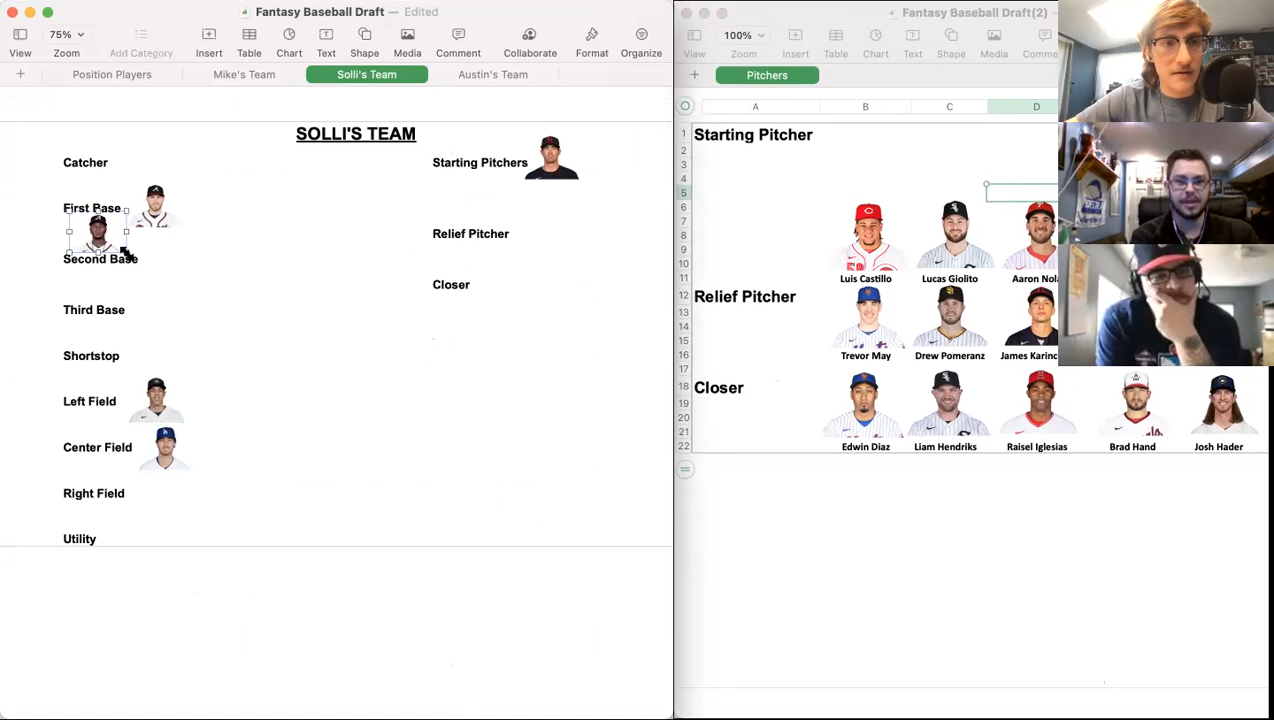 Fantasy Baseball Draft — Edited
View
75%
Zoom
Add Category
Insert
Table
Chart
Text
Shape
Media
Comment
Collaborate
Format
Organize
Position Players
Mike's Team
Solli's Team
Austin's Team
SOLLI'S TEAM
Catcher
First Base
Second Base
Third Base
Shortstop
Left Field
Center Field
Right Field
Utility
Starting Pitchers
Relief Pitcher
Closer
Fantasy Baseball Draft(2) —
View
100%
Zoom
Insert
Table
Chart
Text
Shape
Media
Comme
Pitchers
A B C D
1 Starting Pitcher
2
3
4
5
6
7
8
9
10
11 Luis Castillo Lucas Giolito Aaron Nola
12 Relief Pitcher
13
14
15
16 Trevor May Drew Pomeranz James Karinc
17
18 Closer
19
20
21
22 Edwin Diaz Liam Hendriks Raisel Iglesias Brad Hand Josh Hader